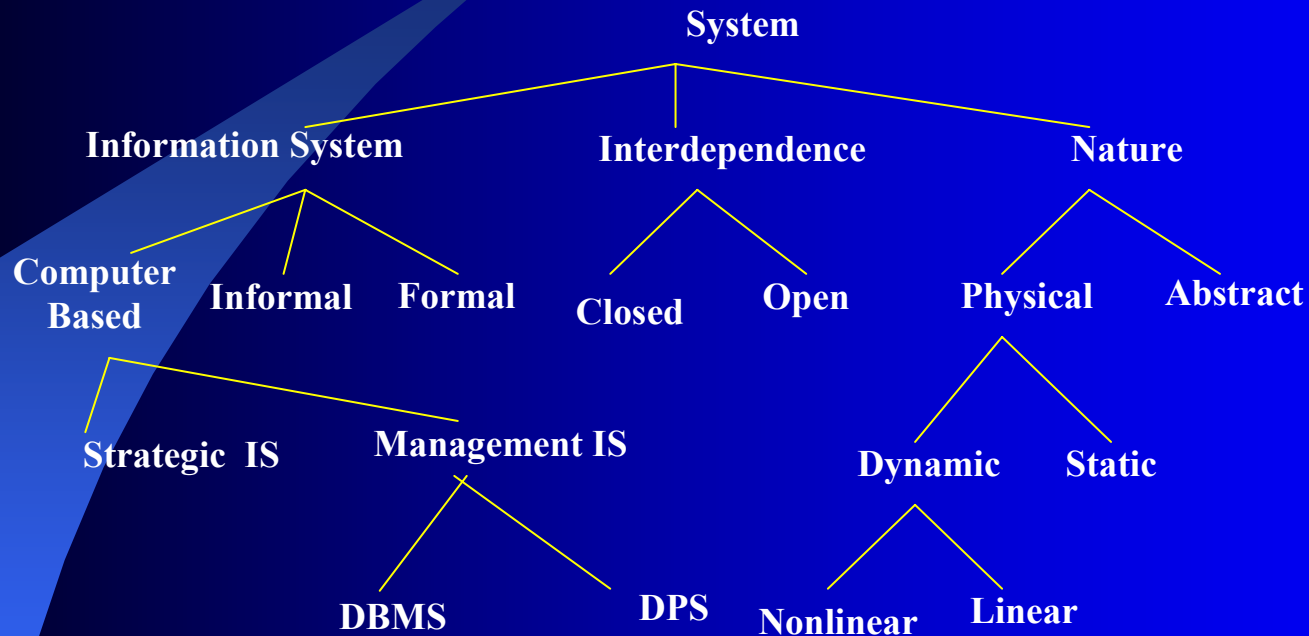 System
Information System
Interdependence
Nature
Computer
Based
Informal
Formal
Closed
Open
Physical
Abstract
Strategic IS
Management IS
Dynamic
Static
DBMS
DPS
Nonlinear
Linear